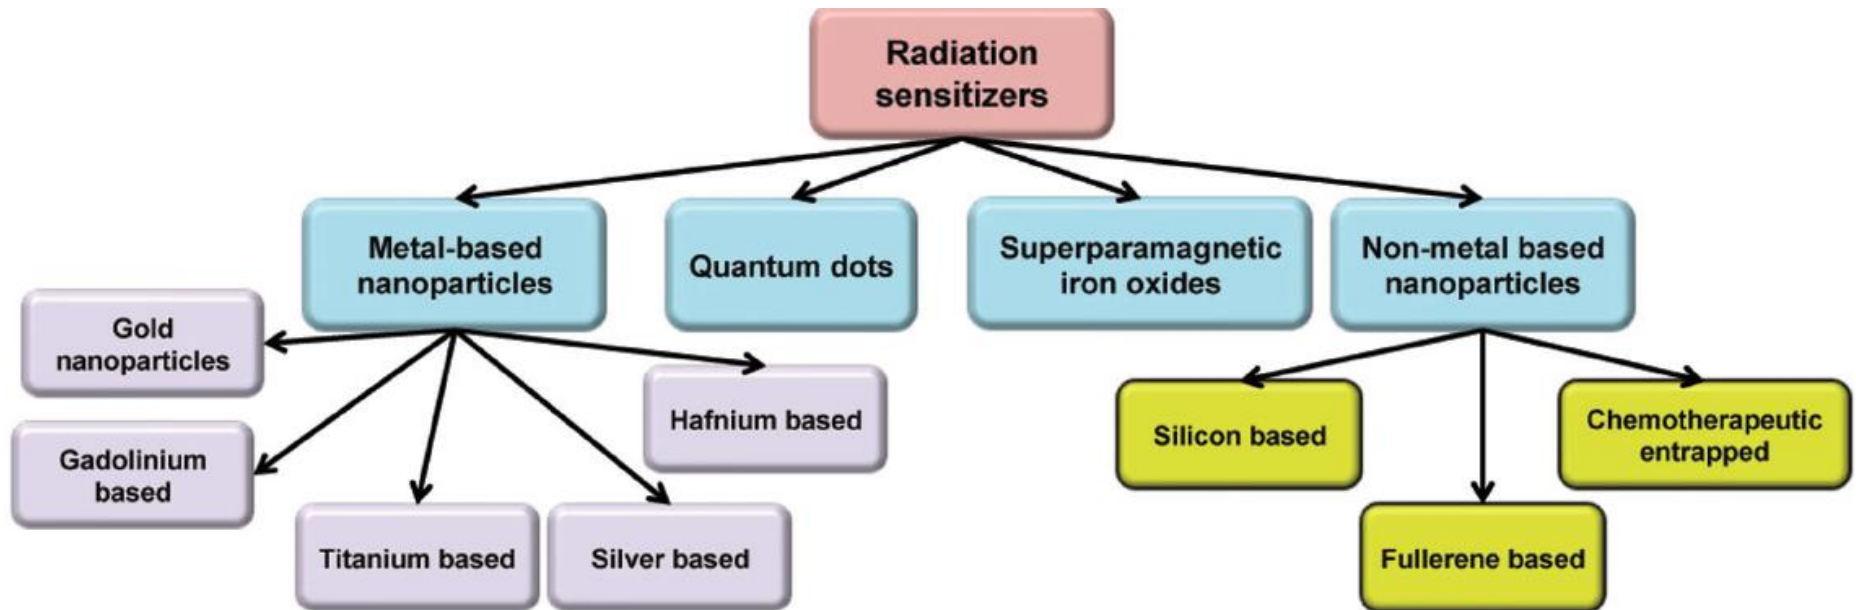 Radiation
sensitizers
Metal-based
nanoparticles
Quantum dots
Superparamagnetic
iron oxides
Non-metal based
nanoparticles
Gold
nanoparticles
Gadolinium
based
Titanium based
Silver based
Hafnium based
Silicon based
Fullerene based
Chemotherapeutic
entrapped